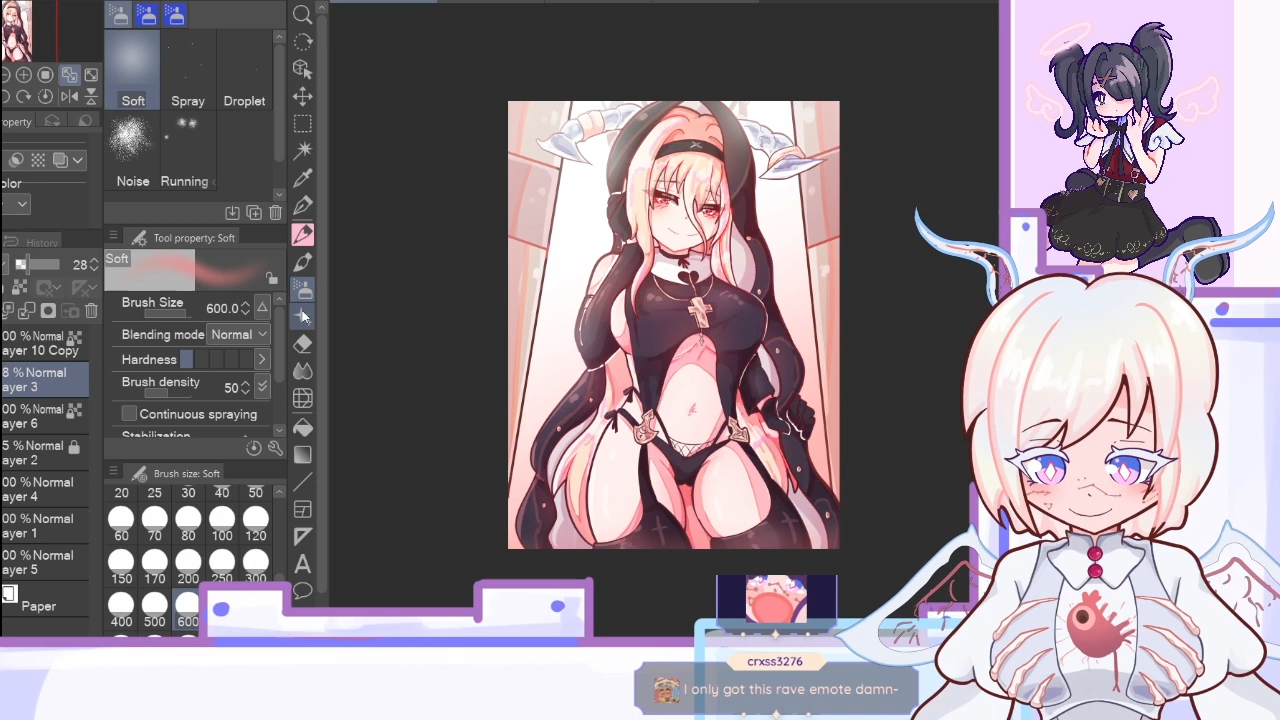 Soft
Spray
Droplet
Noise
Running
roperty
olor
History
28
Tool property: Soft
Soft
Brush Size
600.0
Blending mode
Normal
Hardness
Brush density
50
Continuous spraying
Stabilization
00 % Normal
ayer 10 Copy
8 % Normal
ayer 3
00 % Normal
ayer 6
5 % Normal
ayer 2
00 % Normal
ayer 4
00 % Normal
ayer 1
00 % Normal
ayer 5
Paper
Brush size: Soft
20 25 30 40 50
60 70 80 100 120
150 170 200 250 300
400 500 600
crxss3276
I only got this rave emote damn-